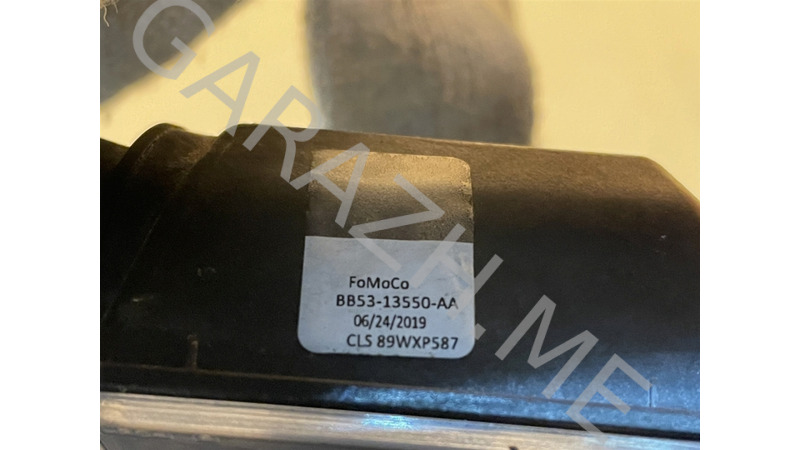 GARAZH.ME
FoMoCo
BB53-13550-AA
06/24/2019
CLS 89WXP587